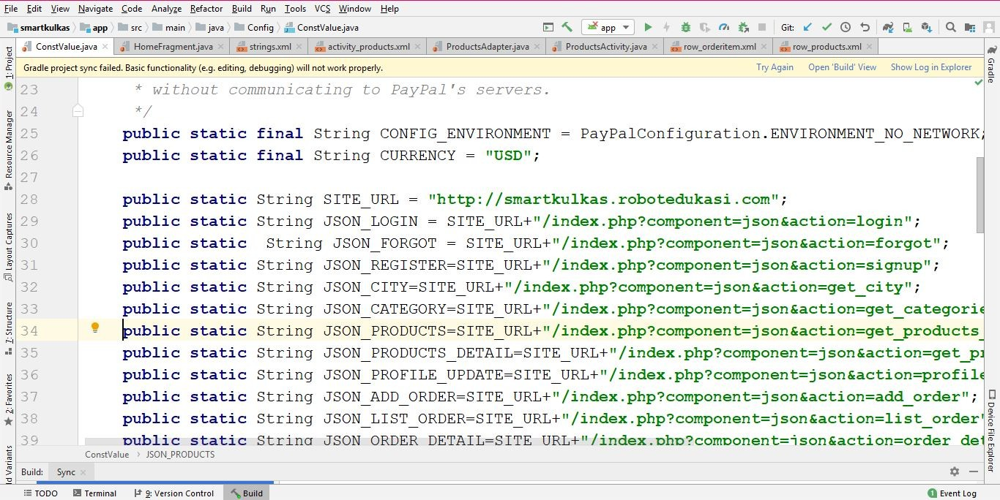 File Edit View Navigate Code Analyze Refactor Build Run Tools VCS Window Help
smartkulkas app src main java Config ConstValue.java app Git:
ConstValue.java HomeFragment.java strings.xml activity_products.xml ProductsAdapter.java ProductsActivity.java row_orderitem.xml row_products.xml
Gradle project sync failed. Basic functionality (e.g. editing, debugging) will not work properly. Try Again Open 'Build' View Show Log in Explorer
1: Project
Resource Manager
Layout Captures
7: Structure
2: Favorites
Variants
23 * without communicating to PayPal's servers.
24 */
25 public static final String CONFIG_ENVIRONMENT = PayPalConfiguration.ENVIRONMENT_NO_NETWORK;
26 public static final String CURRENCY = "USD";
27
28 public static String SITE_URL = "http://smartkulkas.robotedukasi.com";
29 public static String JSON_LOGIN = SITE_URL+"/index.php?component=json&action=login";
30 public static  String JSON_FORGOT = SITE_URL+"/index.php?component=json&action=forgot";
31 public static String JSON_REGISTER=SITE_URL+"/index.php?component=json&action=signup";
32 public static String JSON_CITY=SITE_URL+"/index.php?component=json&action=get_city";
33 public static String JSON_CATEGORY=SITE_URL+"/index.php?component=json&action=get_categorie
34 public static String JSON_PRODUCTS=SITE_URL+"/index.php?component=json&action=get_products_
35 public static String JSON_PRODUCTS_DETAIL=SITE_URL+"/index.php?component=json&action=get_pr
36 public static String JSON_PROFILE_UPDATE=SITE_URL+"/index.php?component=json&action=profile
37 public static String JSON_ADD_ORDER=SITE_URL+"/index.php?component=json&action=add_order";
38 public static String JSON_LIST_ORDER=SITE_URL+"/index.php?component=json&action=list_order"
39 public static String JSON_ORDER_DETAIL=SITE_URL+"/index.php?component=json&action=order_det
Gradle
Device File Explorer
ConstValue JSON_PRODUCTS
Build: Sync
TODO Terminal 9: Version Control Build 1 Event Log